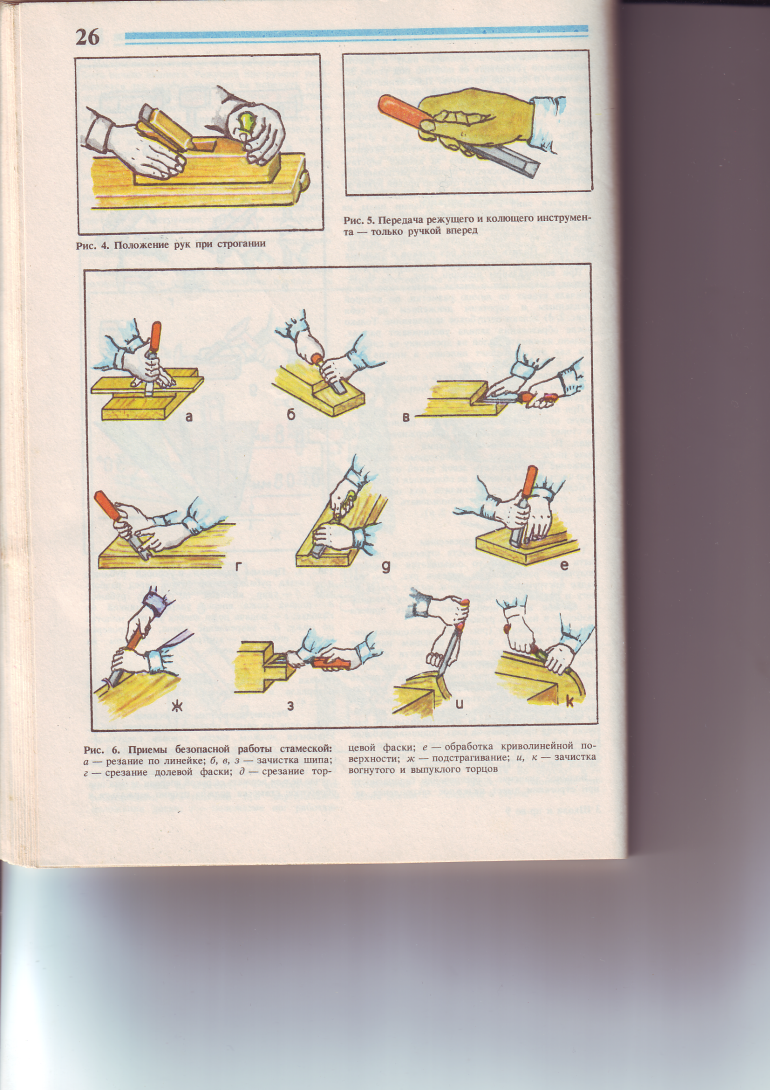 26
Рис. 4. Положение рук при строгании
Рис. 5. Передача режущего и колющего инструмен-
та — только ручкой вперед
а
б
в
г
д
е
ж
з
и
к
Рис. 6. Приемы безопасной работы стамеской:
а — резание по линейке; б, в, з — зачистка шипа;
г — срезание долевой фаски; д — срезание тор-
цевой фаски; е — обработка криволинейной по-
верхности; ж — подстрагивание; и, к — зачистка
вогнутого и выпуклого торцов